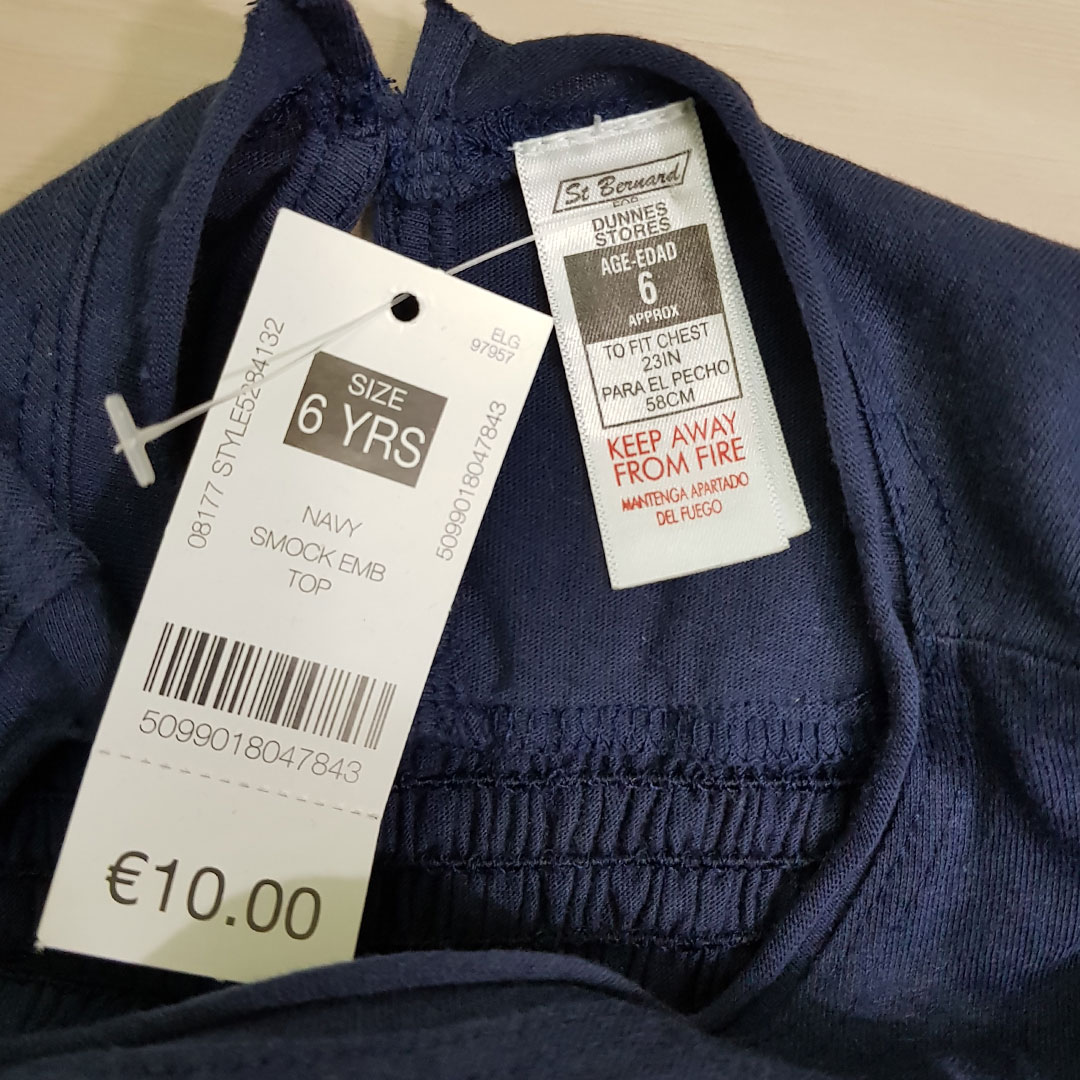 St Bernard
FOR
DUNNES
STORES
AGE-EDAD
6
APPROX
TO FIT CHEST
23IN
PARA EL PECHO
58CM
KEEP AWAY
FROM FIRE
MANTENGA APARTADO
DEL FUEGO
ELG
97957
SIZE
6 YRS
08177 STYLE5284132
5099018047843
NAVY
SMOCK EMB
TOP
5099018047843
€10.00